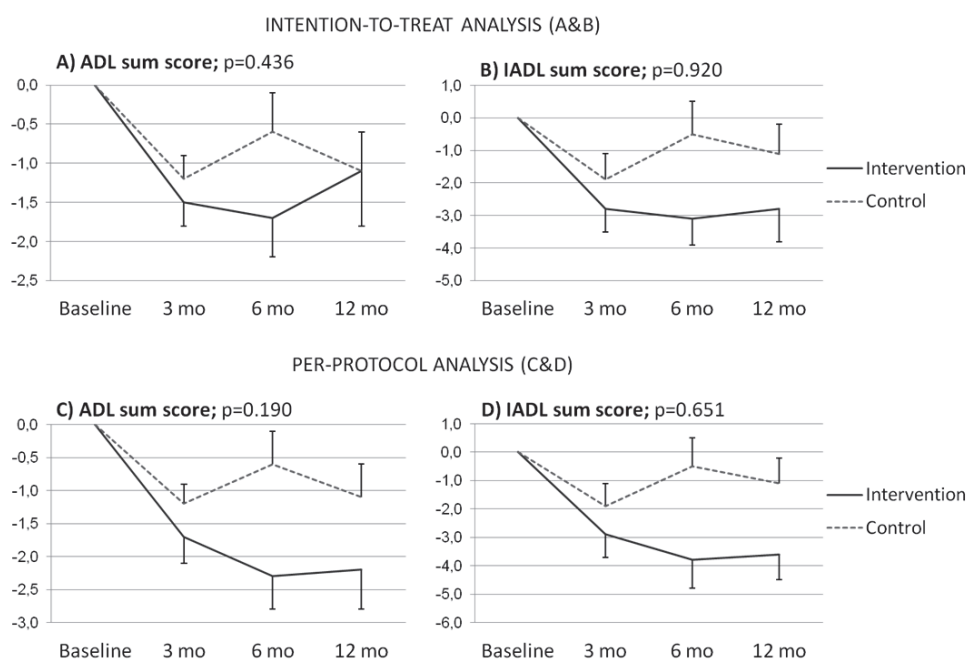 INTENTION-TO-TREAT ANALYSIS (A&B)
A) ADL sum score; p=0.436
0,0
-0,5
-1,0
-1,5
-2,0
-2,5
Baseline 3 mo 6 mo 12 mo
B) IADL sum score; p=0.920
1,0
0,0
-1,0
-2,0
-3,0
-4,0
-5,0
Baseline 3 mo 6 mo 12 mo
Intervention
Control
PER-PROTOCOL ANALYSIS (C&D)
C) ADL sum score; p=0.190
0,0
-0,5
-1,0
-1,5
-2,0
-2,5
-3,0
Baseline 3 mo 6 mo 12 mo
D) IADL sum score; p=0.651
1,0
0,0
-1,0
-2,0
-3,0
-4,0
-5,0
-6,0
Baseline 3 mo 6 mo 12 mo
Intervention
Control